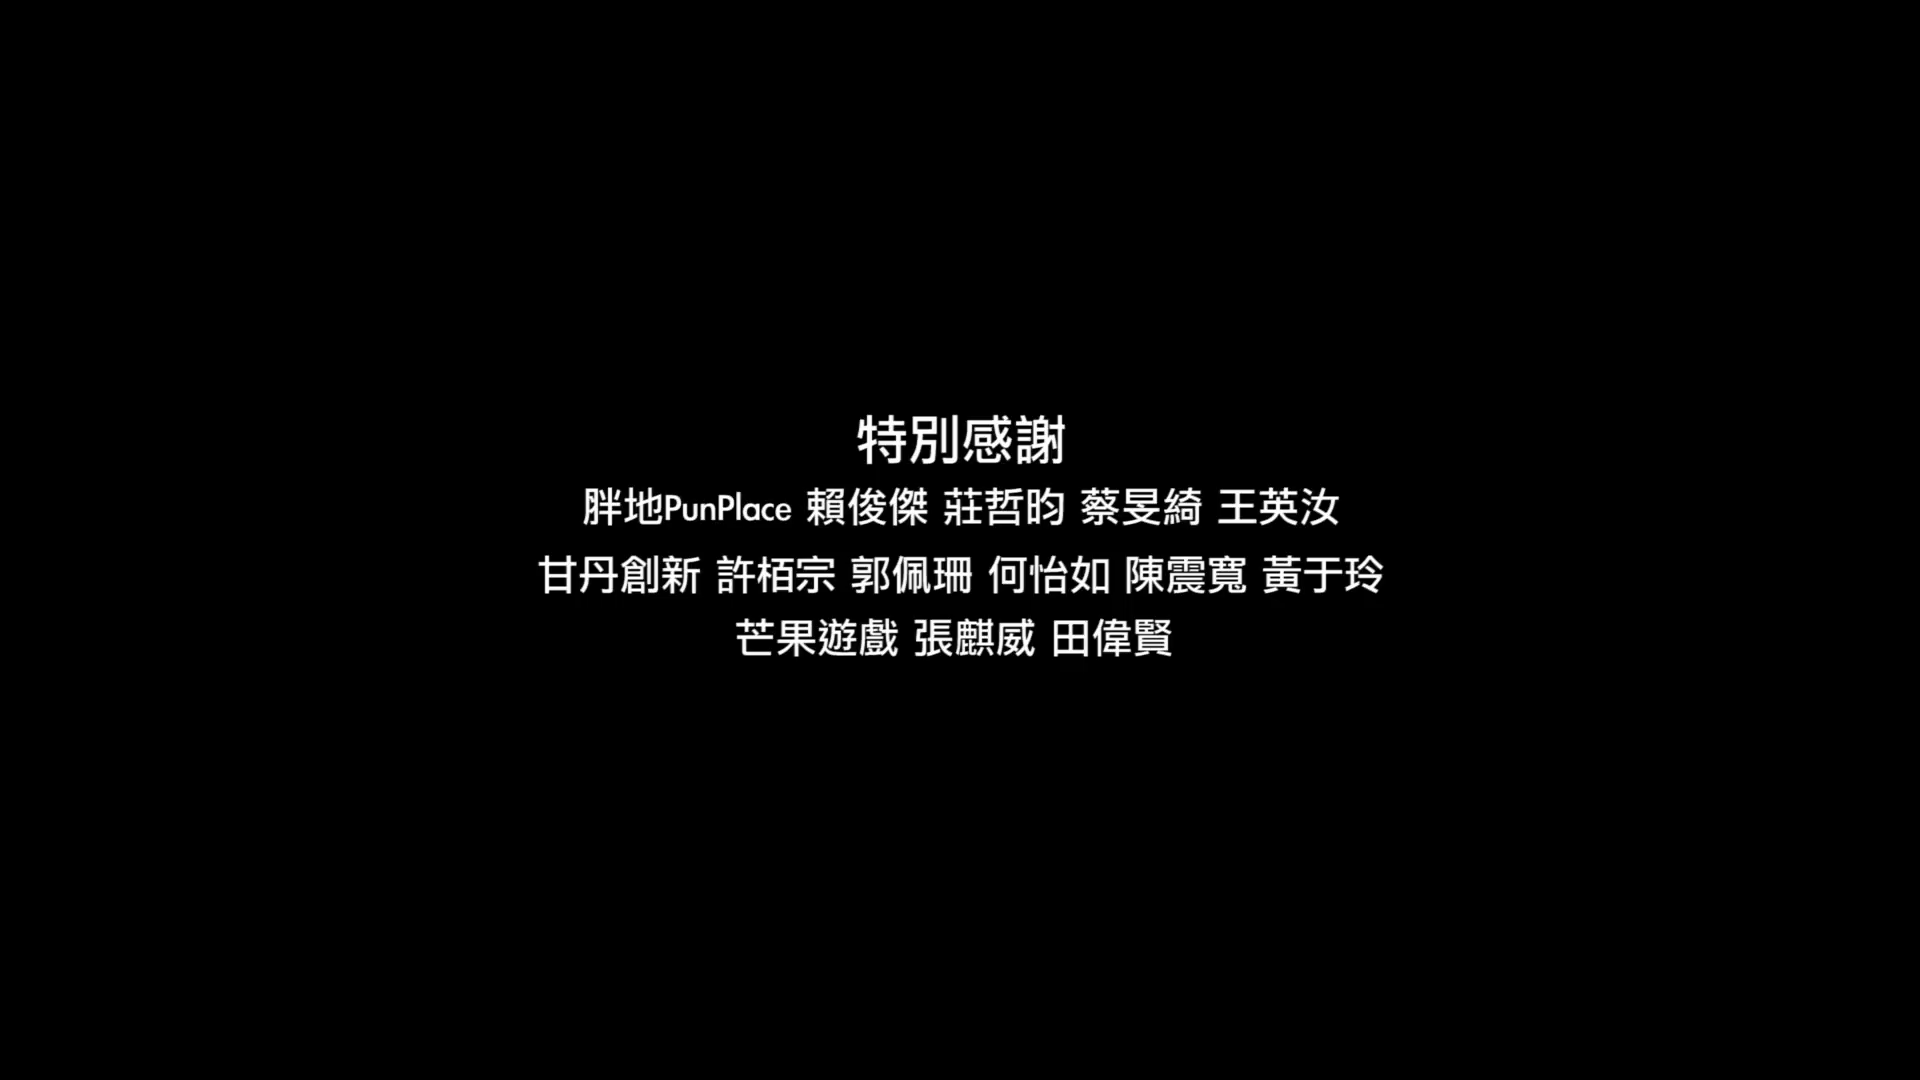 特別感謝
胖地PunPlace 賴俊傑 莊哲昀 蔡旻綺 王英汝
甘丹創新 許栢宗 郭佩珊 何怡如 陳震寬 黃于玲
芒果遊戲 張麒威 田偉賢